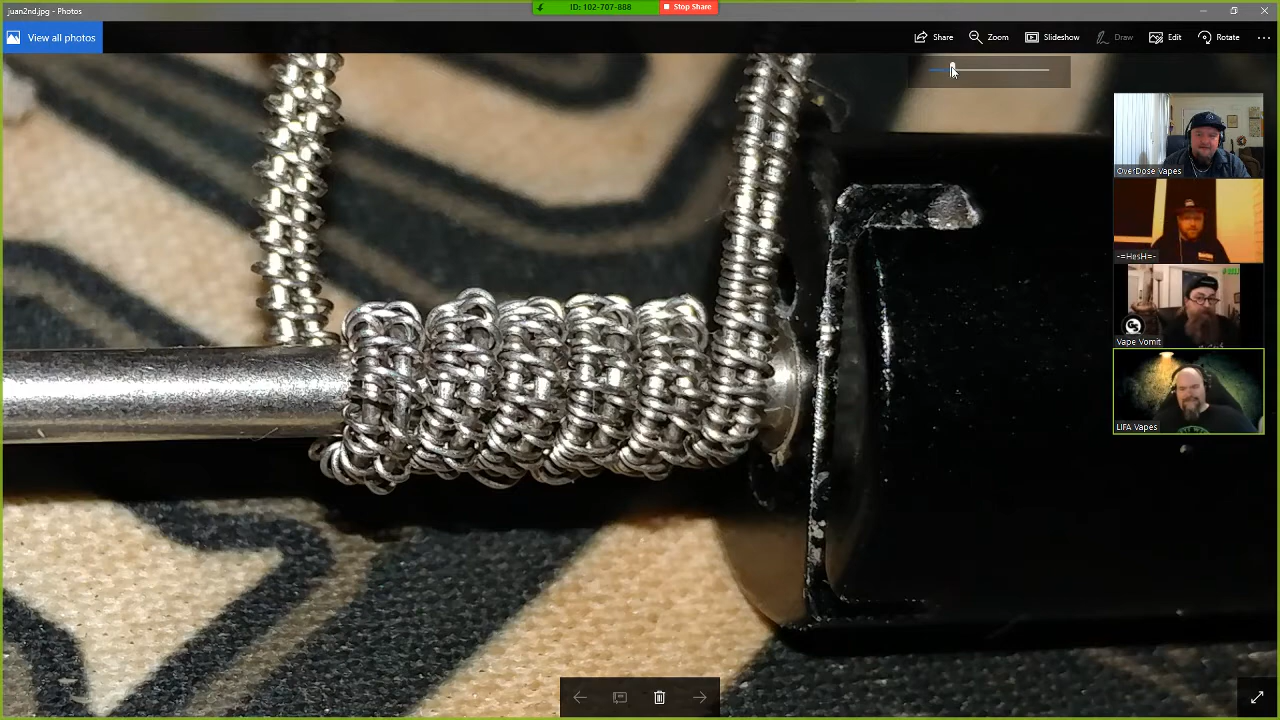 juan2nd.jpg - Photos
ID: 102-707-888
Stop Share
View all photos
Share
Zoom
Slideshow
Draw
Edit
Rotate
OverDose Vapes
-=HesH=-
Vape Vomit
LIFA Vapes